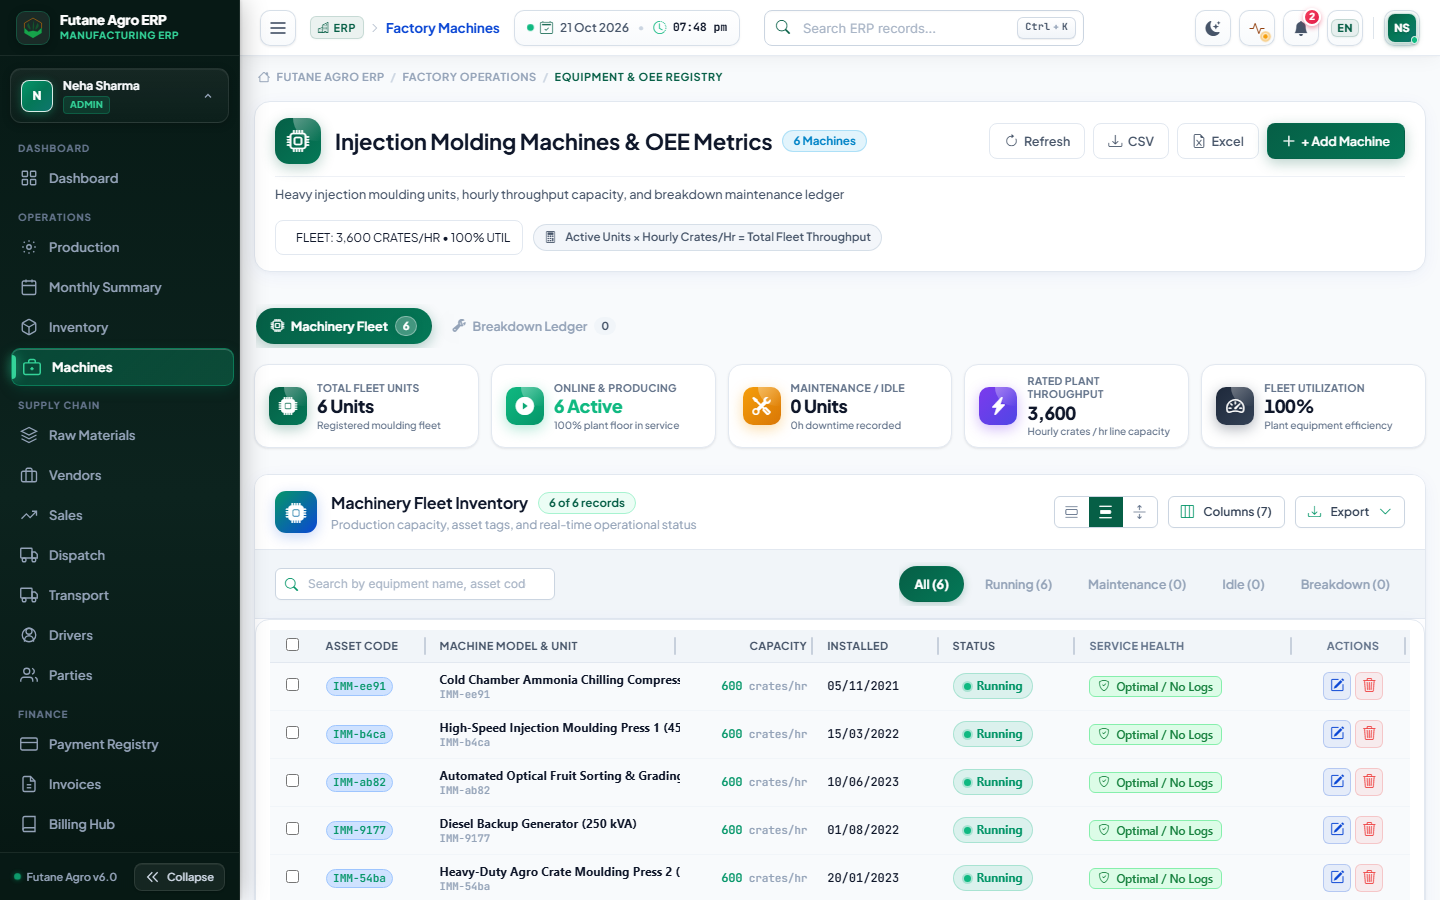 Futane Agro ERP
MANUFACTURING ERP
N
Neha Sharma
ADMIN
DASHBOARD
Dashboard
OPERATIONS
Production
Monthly Summary
Inventory
Machines
SUPPLY CHAIN
Raw Materials
Vendors
Sales
Dispatch
Transport
Drivers
Parties
FINANCE
Payment Registry
Invoices
Billing Hub
Futane Agro v6.0
Collapse
ERP
Factory Machines
21 Oct 2026
07:48 pm
Search ERP records...
Ctrl+K
2
EN
NS
FUTANE AGRO ERP / FACTORY OPERATIONS / EQUIPMENT & OEE REGISTRY
Injection Molding Machines & OEE Metrics
6 Machines
Refresh
CSV
Excel
+ Add Machine
Heavy injection moulding units, hourly throughput capacity, and breakdown maintenance ledger
FLEET: 3,600 CRATES/HR • 100% UTIL
Active Units × Hourly Crates/Hr = Total Fleet Throughput
Machinery Fleet 6
Breakdown Ledger 0
TOTAL FLEET UNITS
6 Units
Registered moulding fleet
ONLINE & PRODUCING
6 Active
100% plant floor in service
MAINTENANCE / IDLE
0 Units
0h downtime recorded
RATED PLANT
THROUGHPUT
3,600
Hourly crates / hr line capacity
FLEET UTILIZATION
100%
Plant equipment efficiency
Machinery Fleet Inventory
6 of 6 records
Production capacity, asset tags, and real-time operational status
Columns (7)
Export
Search by equipment name, asset cod
All (6)
Running (6)
Maintenance (0)
Idle (0)
Breakdown (0)
ASSET CODE MACHINE MODEL & UNIT CAPACITY INSTALLED STATUS SERVICE HEALTH ACTIONS
IMM-ee91 Cold Chamber Ammonia Chilling Compress 600 crates/hr 05/11/2021 Running Optimal / No Logs
IMM-ee91
IMM-b4ca High-Speed Injection Moulding Press 1 (45 600 crates/hr 15/03/2022 Running Optimal / No Logs
IMM-b4ca
IMM-ab82 Automated Optical Fruit Sorting & Grading 600 crates/hr 10/06/2023 Running Optimal / No Logs
IMM-ab82
IMM-9177 Diesel Backup Generator (250 kVA) 600 crates/hr 01/08/2022 Running Optimal / No Logs
IMM-9177
IMM-54ba Heavy-Duty Agro Crate Moulding Press 2 ( 600 crates/hr 20/01/2023 Running Optimal / No Logs
IMM-54ba